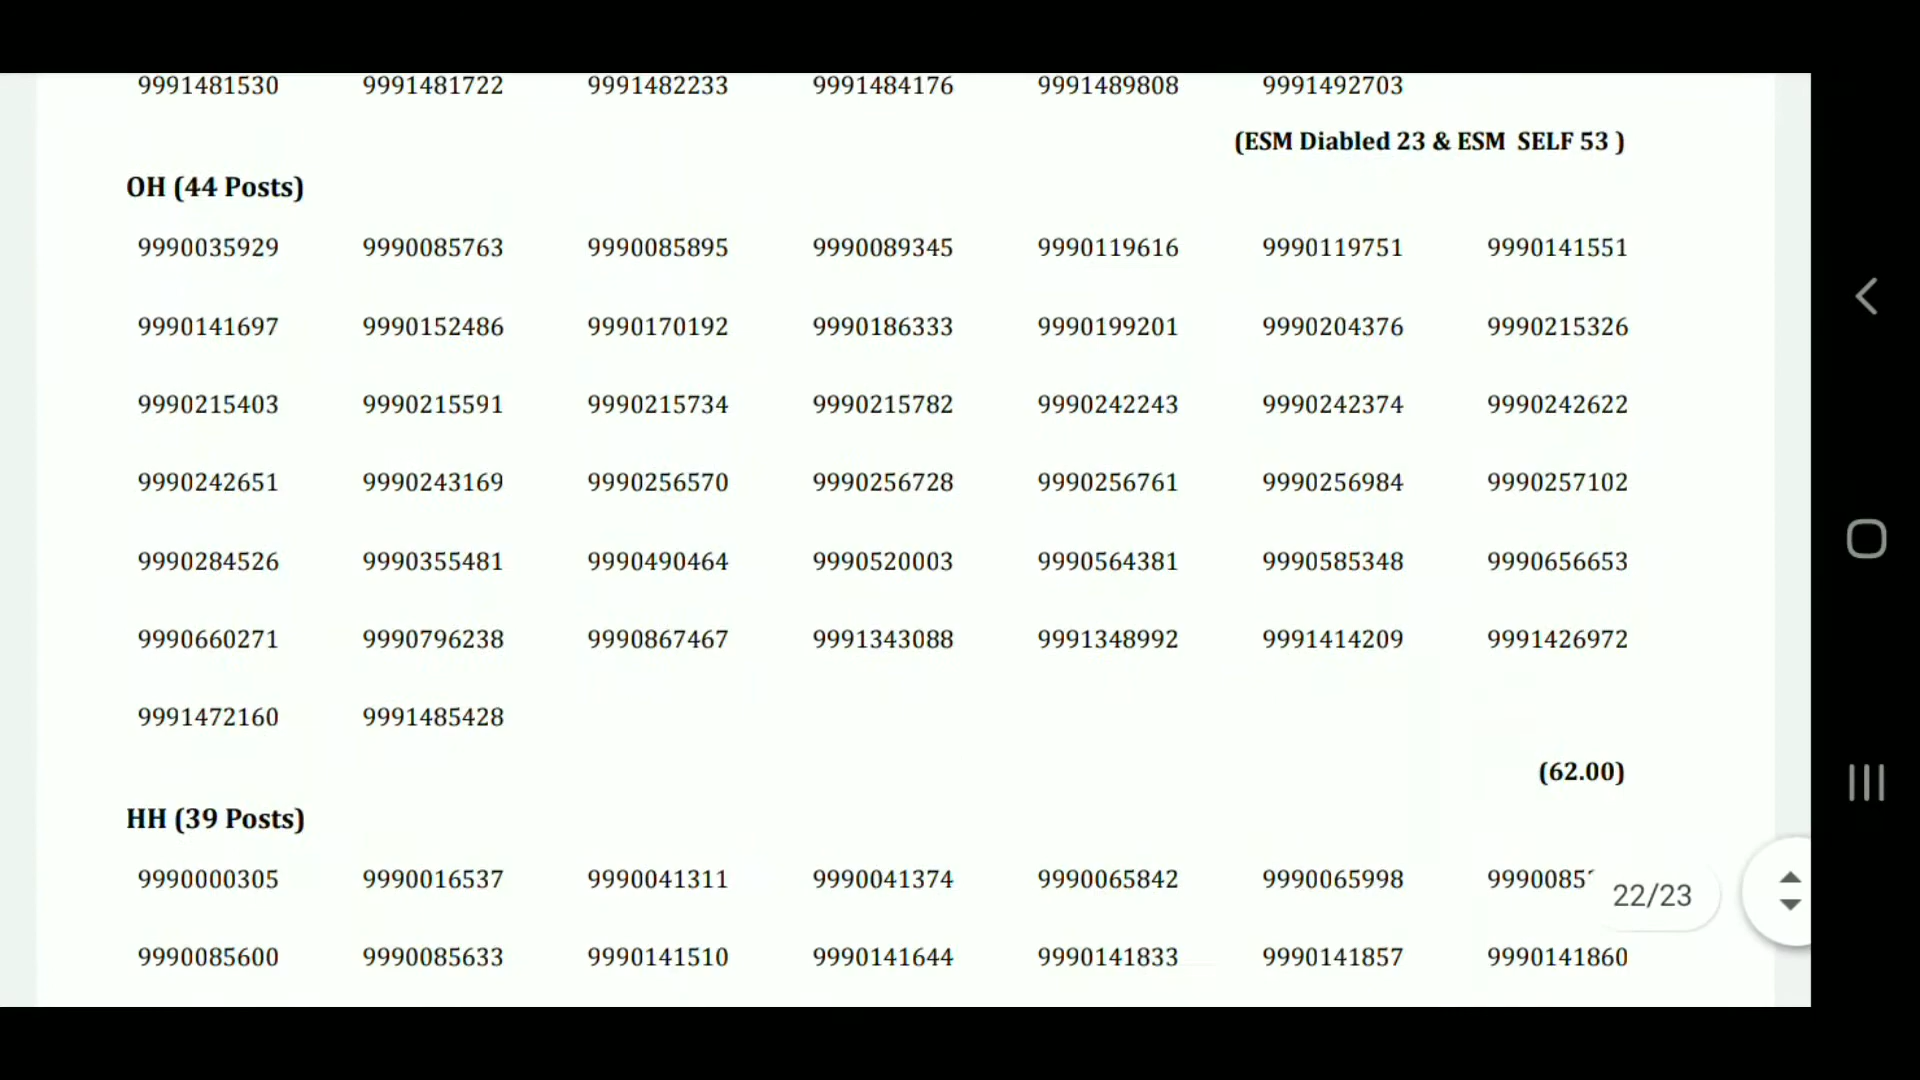 9991481530 9991481722 9991482233 9991484176 9991489808 9991492703
(ESM Diabled 23 & ESM SELF 53 )
OH (44 Posts)
9990035929 9990085763 9990085895 9990089345 9990119616 9990119751 9990141551
9990141697 9990152486 9990170192 9990186333 9990199201 9990204376 9990215326
9990215403 9990215591 9990215734 9990215782 9990242243 9990242374 9990242622
9990242651 9990243169 9990256570 9990256728 9990256761 9990256984 9990257102
9990284526 9990355481 9990490464 9990520003 9990564381 9990585348 9990656653
9990660271 9990796238 9990867467 9991343088 9991348992 9991414209 9991426972
9991472160 9991485428
(62.00)
HH (39 Posts)
9990000305 9990016537 9990041311 9990041374 9990065842 9990065998
22/23
9990085600 9990085633 9990141510 9990141644 9990141833 9990141857 9990141860